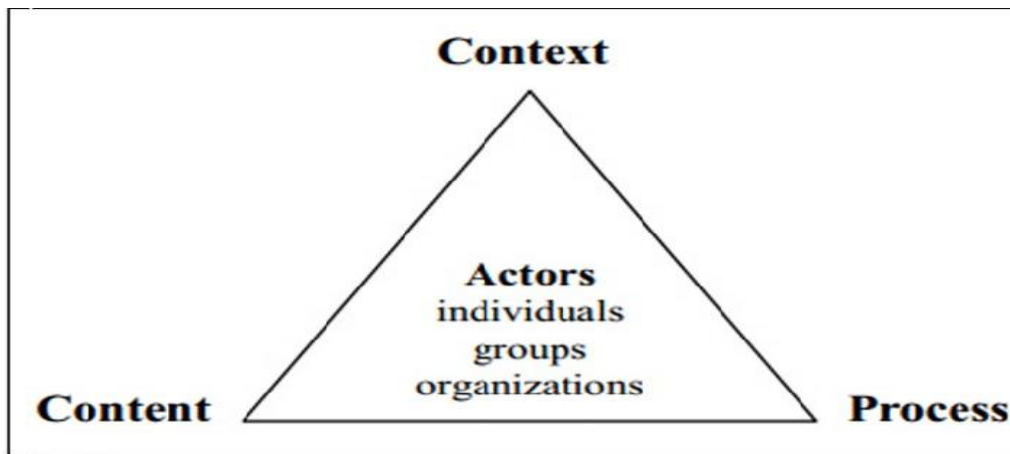 Context
Actors
individuals
groups
organizations
Content
Process